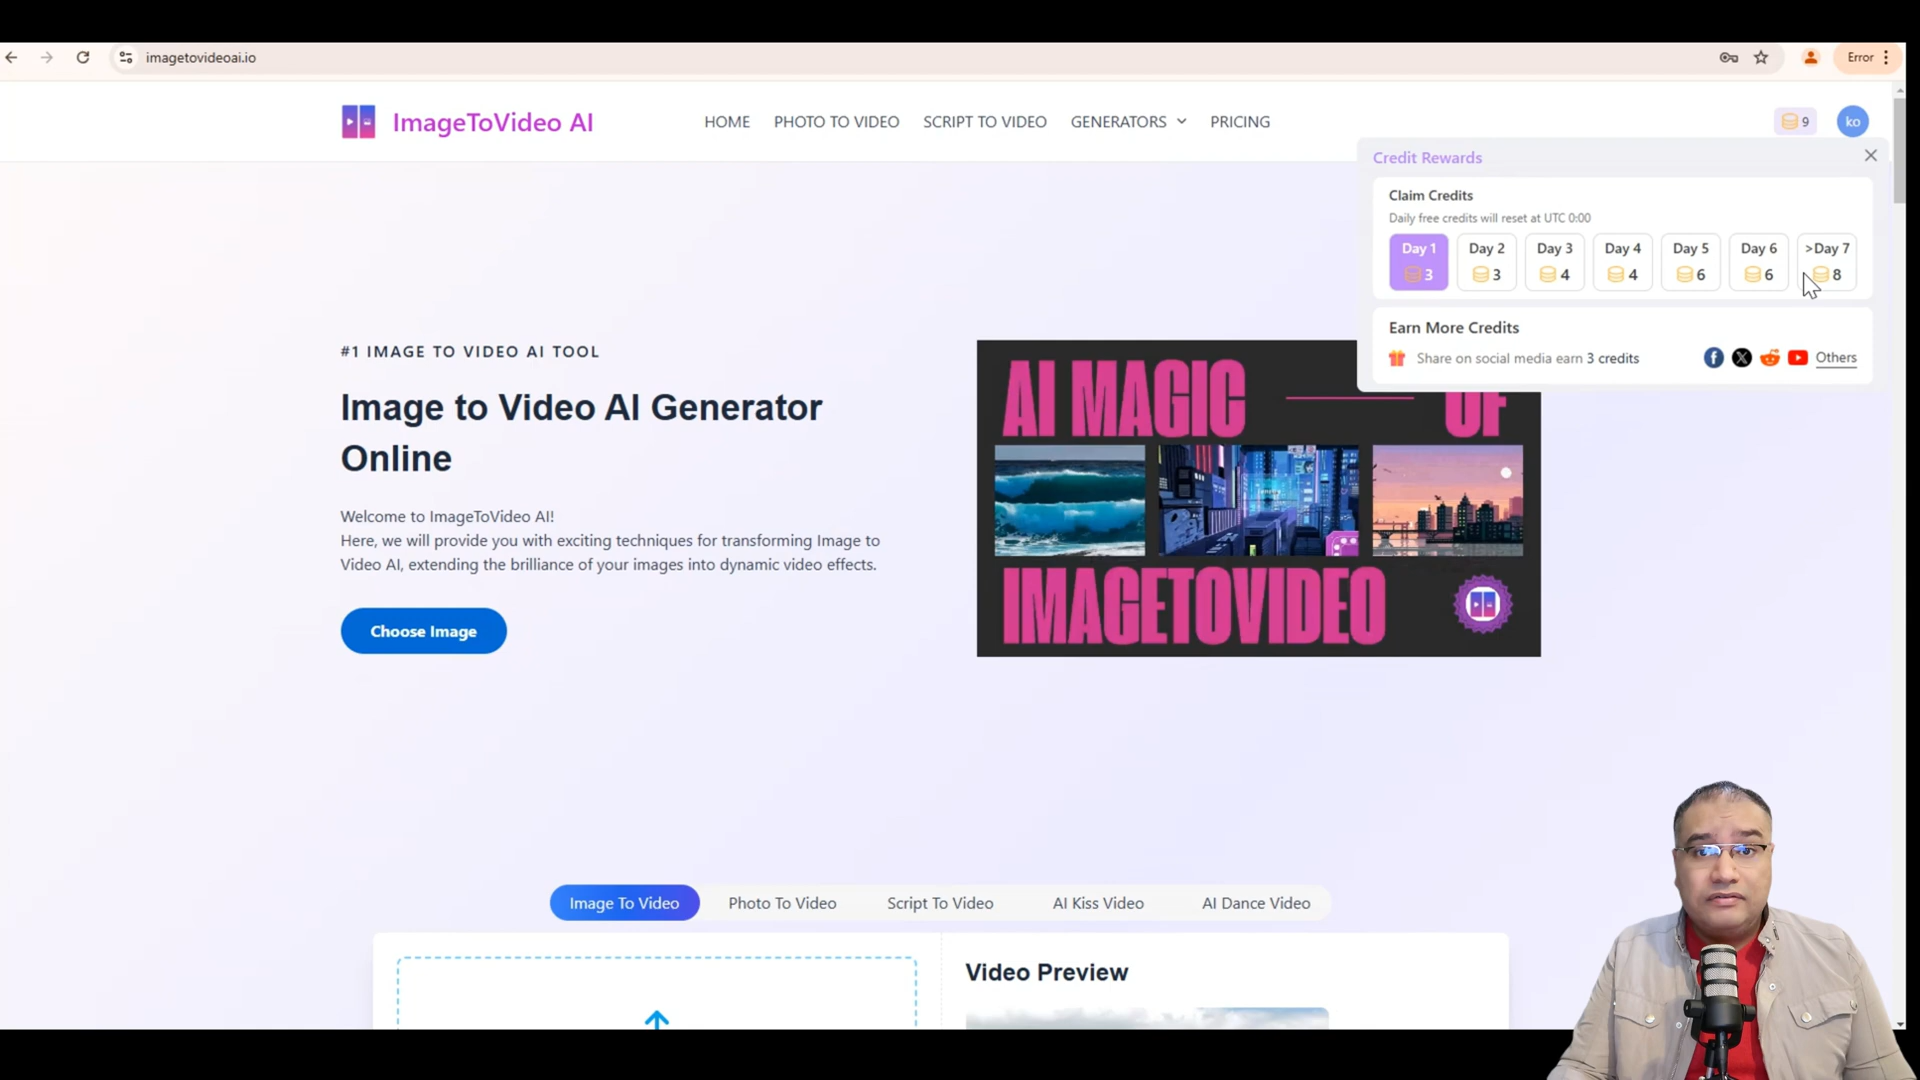 imagetovideoai.io
Error
ImageToVideo AI
HOME
PHOTO TO VIDEO
SCRIPT TO VIDEO
GENERATORS
PRICING
9
ko
Credit Rewards
Claim Credits
Daily free credits will reset at UTC 0:00
Day 1
3
Day 2
3
Day 3
4
Day 4
4
Day 5
6
Day 6
6
>Day 7
8
Earn More Credits
Share on social media earn 3 credits
Others
#1 IMAGE TO VIDEO AI TOOL
Image to Video AI Generator
Online
Welcome to ImageToVideo AI!
Here, we will provide you with exciting techniques for transforming Image to
Video AI, extending the brilliance of your images into dynamic video effects.
Choose Image
AI MAGIC
OF
IMAGETOVIDEO
Image To Video
Photo To Video
Script To Video
AI Kiss Video
AI Dance Video
Video Preview